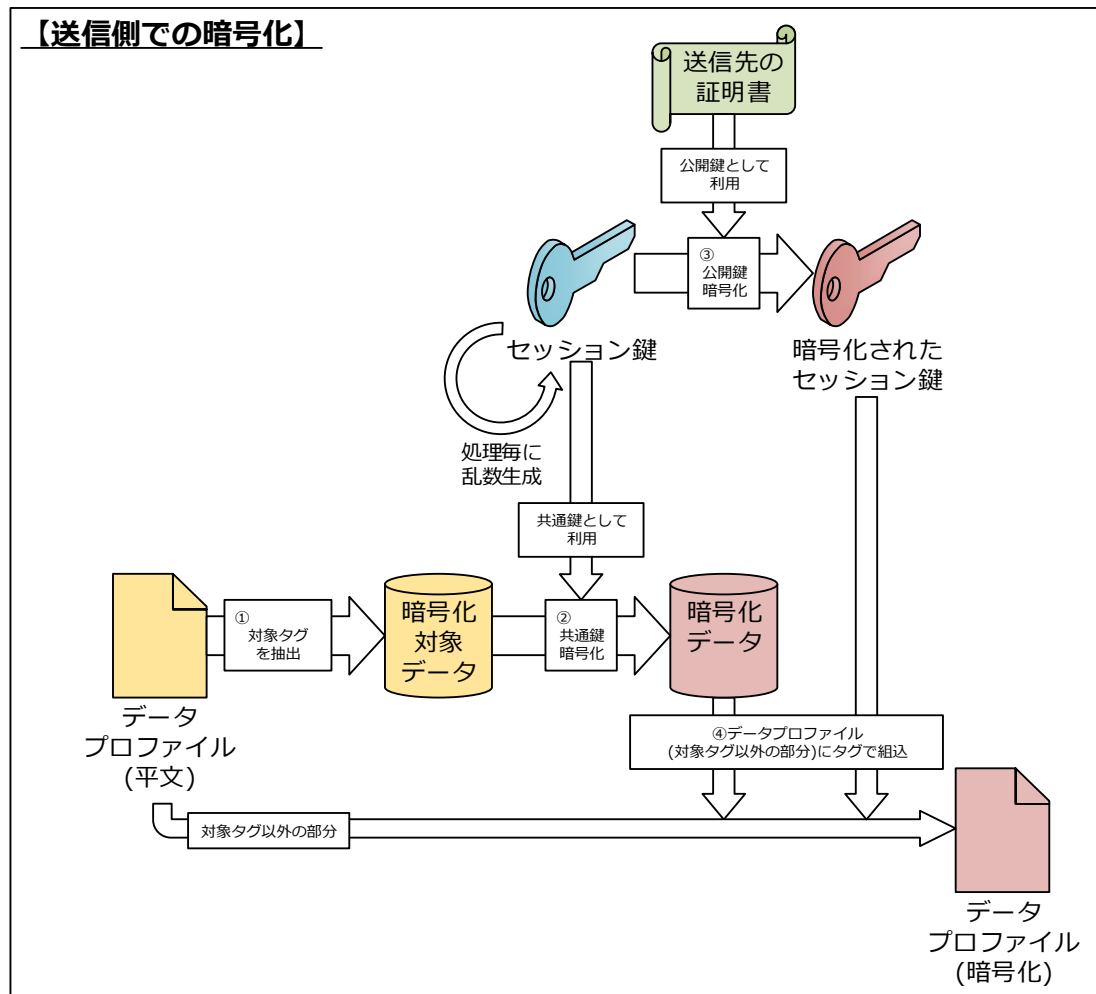 【送信側での暗号化】
送信先の
証明書
公開鍵として
利用
③
公開鍵
暗号化
セッション鍵
暗号化された
セッション鍵
処理毎に
乱数生成
共通鍵として
利用
①
対象タグ
を抽出
暗号化
対象
データ
②
共通鍵
暗号化
暗号化
データ
データ
プロファイル
(平文)
④データプロファイル
(対象タグ以外の部分)にタグで組込
対象タグ以外の部分
データ
プロファイル
(暗号化)